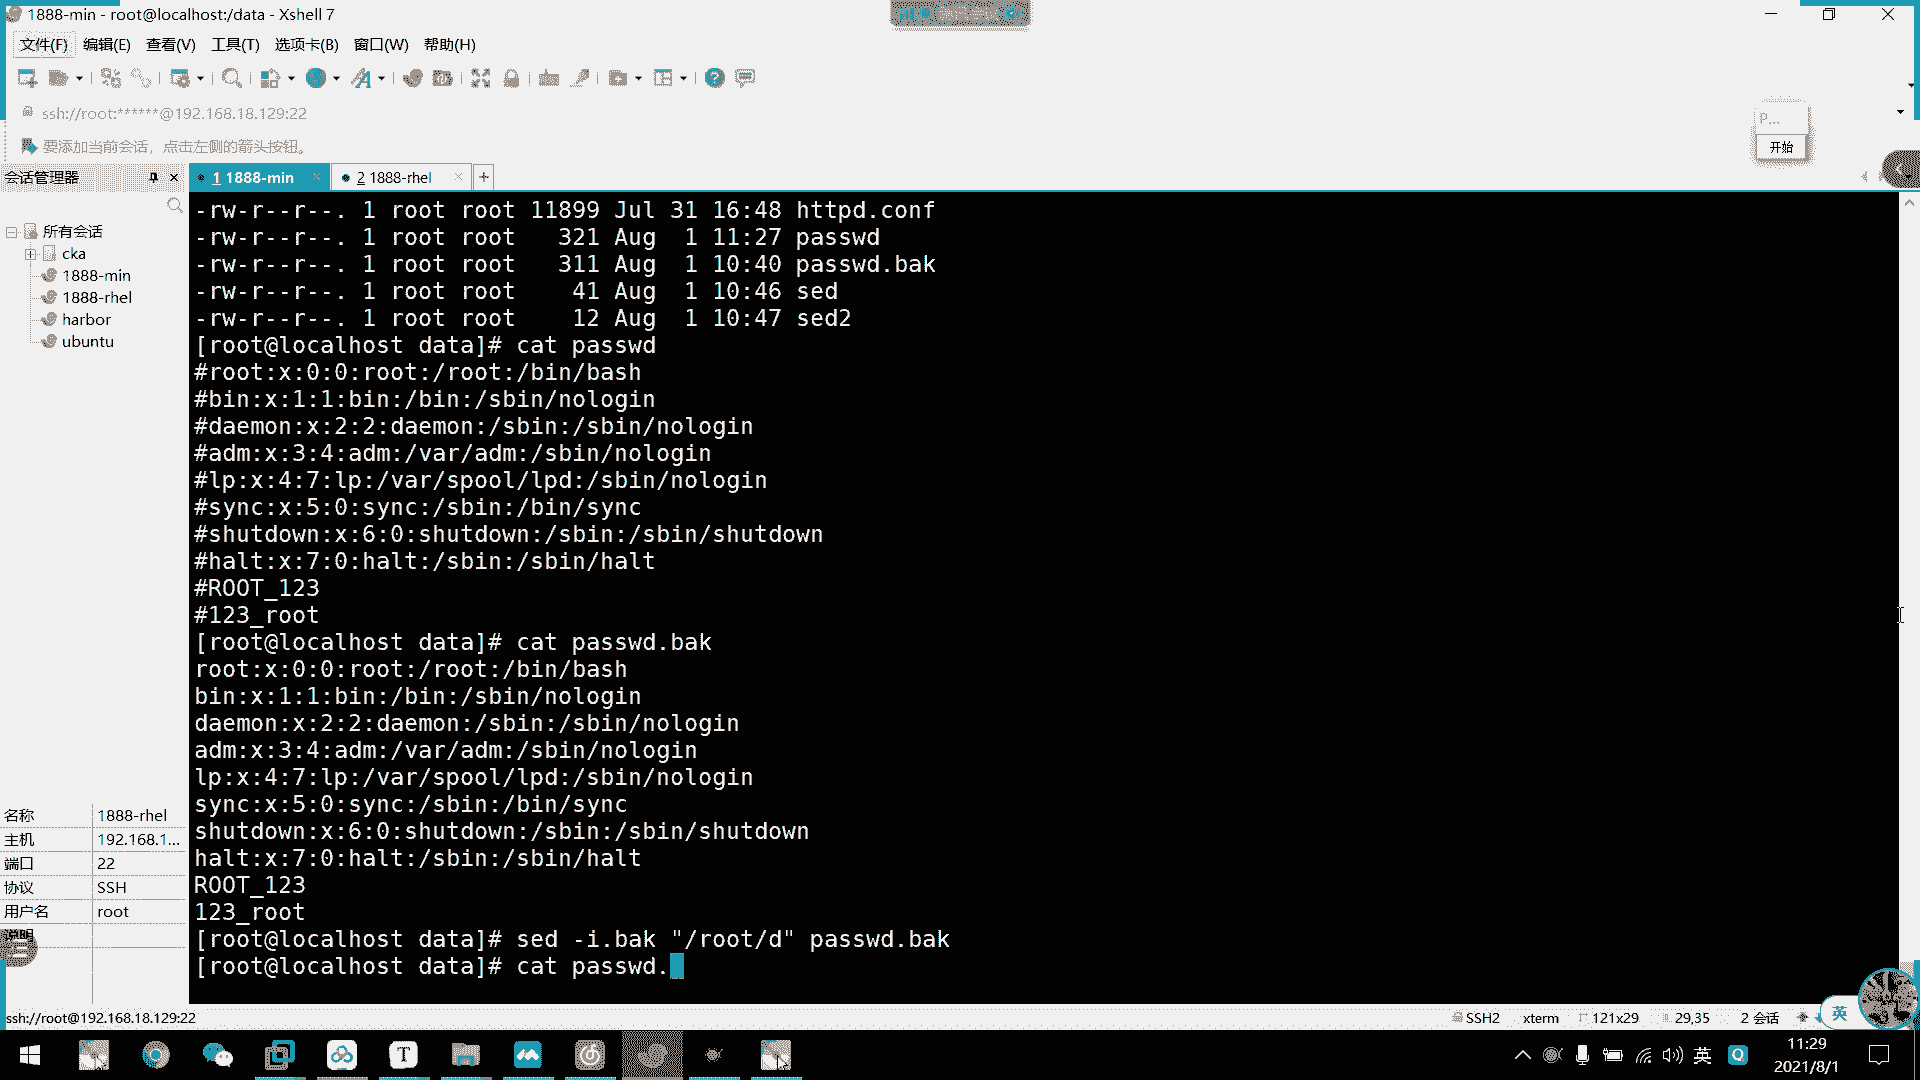 1888-min - root@localhost:/data - Xshell 7
文件(F) 编辑(E) 查看(V) 工具(T) 选项卡(B) 窗口(W) 帮助(H)
ssh://root:******@192.168.18.129:22
P...
要添加当前会话，点击左侧的箭头按钮。
开始
会话管理器
1 1888-min
2 1888-rhel
所有会话
cka
1888-min
1888-rhel
harbor
ubuntu
-rw-r--r--. 1 root root 11899 Jul 31 16:48 httpd.conf
-rw-r--r--. 1 root root   321 Aug  1 11:27 passwd
-rw-r--r--. 1 root root   311 Aug  1 10:40 passwd.bak
-rw-r--r--. 1 root root    41 Aug  1 10:46 sed
-rw-r--r--. 1 root root    12 Aug  1 10:47 sed2
[root@localhost data]# cat passwd
#root:x:0:0:root:/root:/bin/bash
#bin:x:1:1:bin:/bin:/sbin/nologin
#daemon:x:2:2:daemon:/sbin:/sbin/nologin
#adm:x:3:4:adm:/var/adm:/sbin/nologin
#lp:x:4:7:lp:/var/spool/lpd:/sbin/nologin
#sync:x:5:0:sync:/sbin:/bin/sync
#shutdown:x:6:0:shutdown:/sbin:/sbin/shutdown
#halt:x:7:0:halt:/sbin:/sbin/halt
#ROOT_123
#123_root
[root@localhost data]# cat passwd.bak
root:x:0:0:root:/root:/bin/bash
bin:x:1:1:bin:/bin:/sbin/nologin
daemon:x:2:2:daemon:/sbin:/sbin/nologin
adm:x:3:4:adm:/var/adm:/sbin/nologin
lp:x:4:7:lp:/var/spool/lpd:/sbin/nologin
sync:x:5:0:sync:/sbin:/bin/sync
shutdown:x:6:0:shutdown:/sbin:/sbin/shutdown
halt:x:7:0:halt:/sbin:/sbin/halt
ROOT_123
123_root
[root@localhost data]# sed -i.bak "/root/d" passwd.bak
[root@localhost data]# cat passwd.
名称 1888-rhel
主机 192.168.1...
端口 22
协议 SSH
用户名 root
说明
ssh://root@192.168.18.129:22
SSH2 xterm 121x29 29,35 2 会话
英
英
11:29
2021/8/1